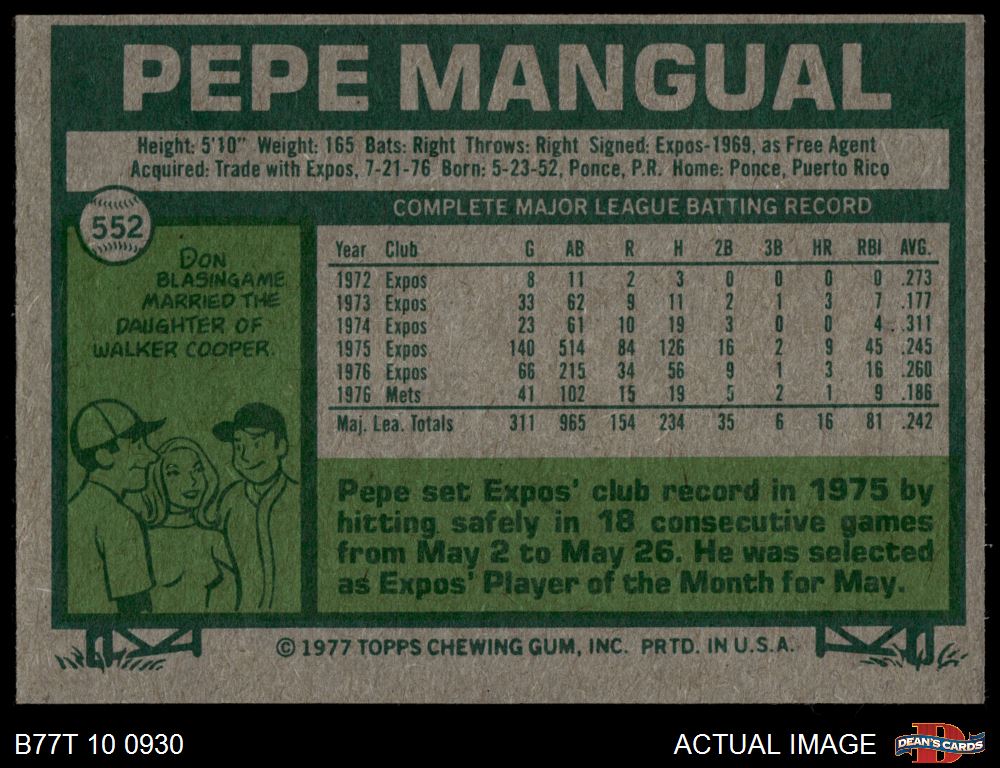 PEPE MANGUAL
Height: 5'10" Weight: 165 Bats: Right Throws: Right Signed: Expos-1969, as Free Agent
Acquired: Trade with Expos, 7-21-76 Born: 5-23-52, Ponce, P.R. Home: Ponce, Puerto Rico
552
DON
BLASINGAME
MARRIED THE
DAUGHTER OF
WALKER COOPER.
COMPLETE MAJOR LEAGUE BATTING RECORD
Year Club G AB R H 2B 3B HR RBI AVG.
1972 Expos 8 11 2 3 0 0 0 0 .273
1973 Expos 33 62 9 11 2 1 3 7 .177
1974 Expos 23 61 10 19 3 0 0 4 .311
1975 Expos 140 514 84 126 16 2 9 45 .245
1976 Expos 66 215 34 56 9 1 3 16 .260
1976 Mets 41 102 15 19 5 2 1 9 .186
Maj. Lea. Totals 311 965 154 234 35 6 16 81 .242
Pepe set Expos' club record in 1975 by
hitting safely in 18 consecutive games
from May 2 to May 26. He was selected
as Expos' Player of the Month for May.
© 1977 TOPPS CHEWING GUM, INC. PRTD. IN U.S.A.
B77T 10 0930
ACTUAL IMAGE
D
DEAN'S CARDS